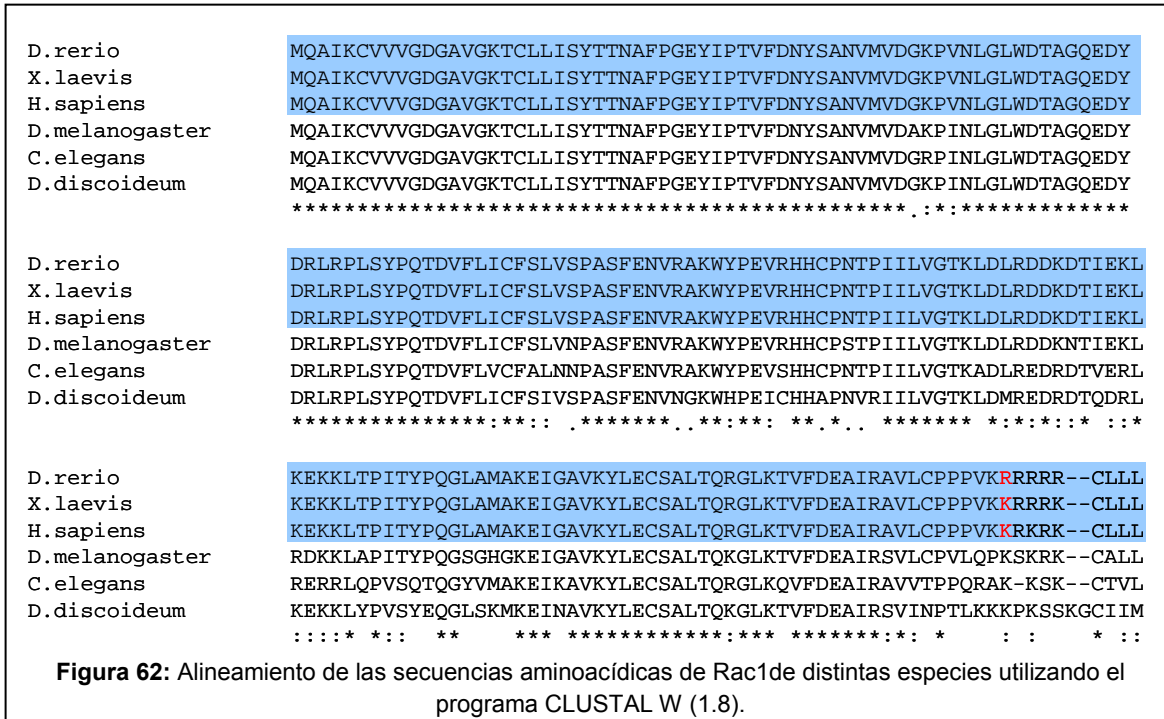 D.rerio MQAIKCVVVGDGAVGKTCLLISYTTNAFPGEYIPTVFDNYSANVMVDGKPVNLGLWDTAGQEDY
X.laevis MQAIKCVVVGDGAVGKTCLLISYTTNAFPGEYIPTVFDNYSANVMVDGKPVNLGLWDTAGQEDY
H.sapiens MQAIKCVVVGDGAVGKTCLLISYTTNAFPGEYIPTVFDNYSANVMVDGKPVNLGLWDTAGQEDY
D.melanogaster MQAIKCVVVGDGAVGKTCLLISYTTNAFPGEYIPTVFDNYSANVMVDAKPINLGLWDTAGQEDY
C.elegans MQAIKCVVVGDGAVGKTCLLISYTTNAFPGEYIPTVFDNYSANVMVDGRPINLGLWDTAGQEDY
D.discoideum MQAIKCVVVGDGAVGKTCLLISYTTNAFPGEYIPTVFDNYSANVMVDGKPINLGLWDTAGQEDY
***********************************************.:*:*************
D.rerio DRLRPLSYPQTDVFLICFSLVSPASFENVRAKWYPEVRHHCPNTPIILVGTKLDLRDDKDTIEKL
X.laevis DRLRPLSYPQTDVFLICFSLVSPASFENVRAKWYPEVRHHCPNTPIILVGTKLDLRDDKDTIEKL
H.sapiens DRLRPLSYPQTDVFLICFSLVSPASFENVRAKWYPEVRHHCPNTPIILVGTKLDLRDDKDTIEKL
D.melanogaster DRLRPLSYPQTDVFLICFSLVNPASFENVRAKWYPEVRHHCPSTPIILVGTKLDLRDDKNTIEKL
C.elegans DRLRPLSYPQTDVFLVCFALNNPASFENVRAKWYPEVSHHCPNTPIILVGTKADLREDRDTVERL
D.discoideum DRLRPLSYPQTDVFLICFSIVSPASFENVNGKWHPEICHHAPNVRIILVGTKLDMREDRDTQDRL
***************:**:: .*******..**:**: **.*.. ******* *:*:*::* ::*
D.rerio KEKKLTPITYPQGLAMAKEIGAVKYLECSALTQRGLKTVFDEAIRAVLCPPPVKRRRRR--CLLL
X.laevis KEKKLTPITYPQGLAMAKEIGAVKYLECSALTQRGLKTVFDEAIRAVLCPPPVKKRRRK--CLLL
H.sapiens KEKKLTPITYPQGLAMAKEIGAVKYLECSALTQRGLKTVFDEAIRAVLCPPPVKKRKRK--CLLL
D.melanogaster RDKKLAPITYPQGSGHGKEIGAVKYLECSALTQKGLKTVFDEAIRSVLCPVLQPKSKRK--CALL
C.elegans RERRLQPVSQTQGYVMAKEIKAVKYLECSALTQRGLKQVFDEAIRAVVTPPQRAK-KSK--CTVL
D.discoideum KEKKLYPVSYEQGLSKMKEINAVKYLECSALTQKGLKTVFDEAIRSVINPTLKKKPKSSKGCIIM
::::* *:: ** *** ************:*** *******:*: * : : * ::
Figura 62: Alineamiento de las secuencias aminoacídicas de Rac1de distintas especies utilizando el
programa CLUSTAL W (1.8).